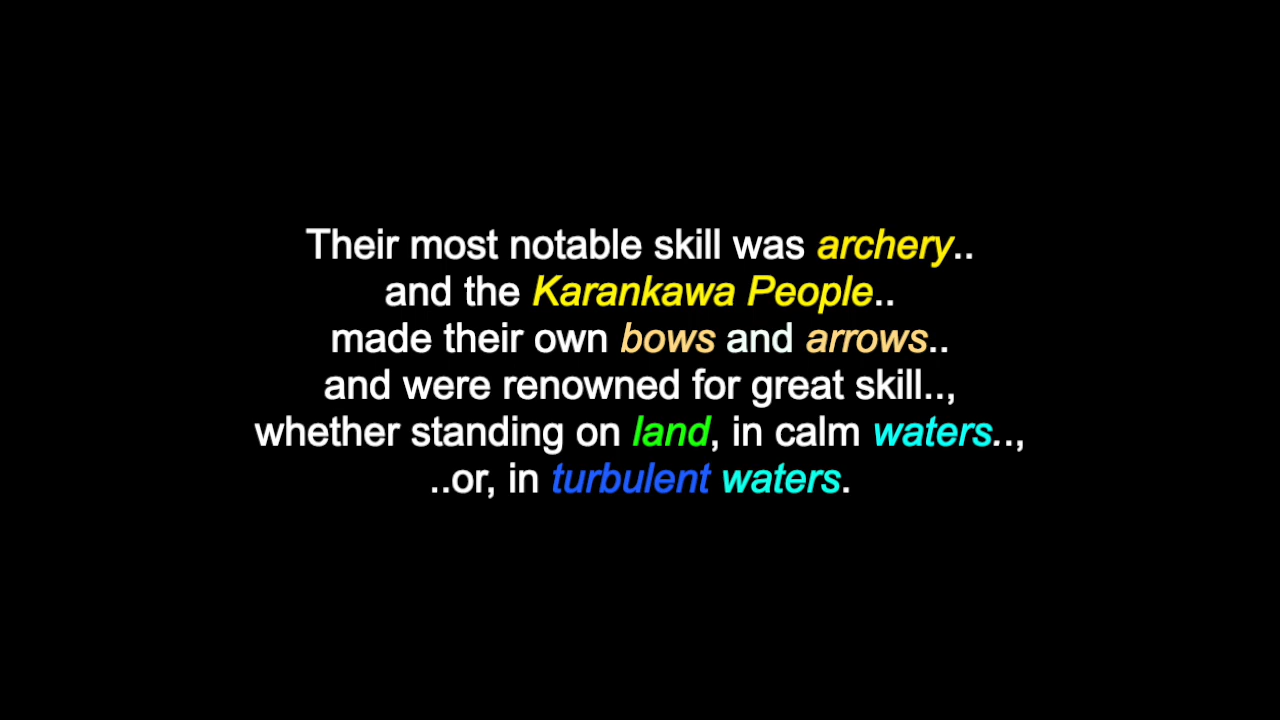 Their most notable skill was archery..
and the Karankawa People..
made their own bows and arrows..
and were renowned for great skill..,
whether standing on land, in calm waters..,
..or, in turbulent waters.